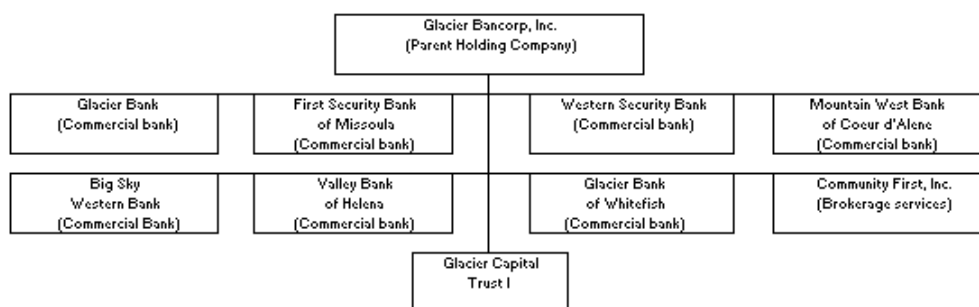 Glacier Bancorp, Inc.
(Parent Holding Company)
Glacier Bank
(Commercial bank)
First Security Bank
of Missoula
(Commercial bank)
Western Security Bank
(Commercial bank)
Mountain West Bank
of Coeur d'Alene
(Commercial bank)
Big Sky
Western Bank
(Commercial Bank)
Valley Bank
of Helena
(Commercial bank)
Glacier Bank
of Whitefish
(Commercial bank)
Community First, Inc.
(Brokerage services)
Glacier Capital
Trust I